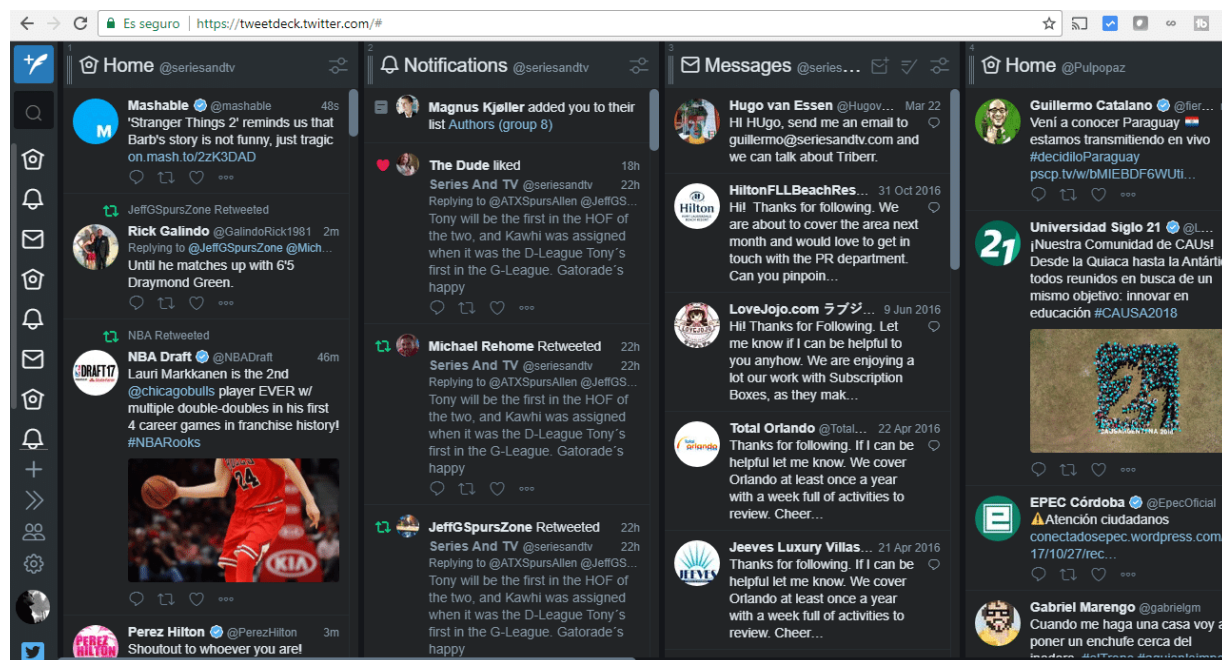 Es seguro | https://tweetdeck.twitter.com/#
1
Home @seriesandtv
Mashable @mashable 48s
'Stranger Things 2' reminds us that
Barb's story is not funny, just tragic
on.mash.to/2zK3DAD
JeffGSpursZone Retweeted
Rick Galindo @GalindoRick1981 2m
Replying to @JeffGSpursZone @Mich...
Until he matches up with 6'5
Draymond Green.
NBA Retweeted
NBA Draft @NBADraft 46m
DRAFT17
Lauri Markkanen is the 2nd
@chicagobulls player EVER w/
multiple double-doubles in his first
4 career games in franchise history!
#NBARooks
24
KIA
Perez Hilton @PerezHilton 3m
PEREZ
HILTON
Shoutout to whoever you are!
2
Notifications @seriesandtv
Magnus Kjøller added you to their
list Authors (group 8)
The Dude liked 18h
Series And TV @seriesandtv 22h
Replying to @ATXSpursAllen @JeffGS...
Tony will be the first in the HOF of
the two, and Kawhi was assigned
when it was the D-League Tony´s
first in the G-League. Gatorade´s
happy
Michael Rehome Retweeted 22h
Series And TV @seriesandtv 22h
Replying to @ATXSpursAllen @JeffGS...
Tony will be the first in the HOF of
the two, and Kawhi was assigned
when it was the D-League Tony´s
first in the G-League. Gatorade´s
happy
JeffGSpursZone Retweeted 22h
Series And TV @seriesandtv 22h
Replying to @ATXSpursAllen @JeffGS...
Tony will be the first in the HOF of
the two, and Kawhi was assigned
when it was the D-League Tony´s
first in the G-League. Gatorade´s
happy
3
Messages @series...
Hugo van Essen @Hugov... Mar 22
HI HUgo, send me an email to
guillermo@seriesandtv.com and
we can talk about Triberr.
HiltonFLLBeachRes... 31 Oct 2016
Hilton
Hi! Thanks for following. We
are about to cover the area next
month and would love to get in
touch with the PR department.
Can you pinpoin...
LoveJojo.com ラブジ... 9 Jun 2016
LOVEJOJO
Hi! Thanks for Following. Let
me know if I can be helpful to
you anyhow. We are enjoying a
lot our work with Subscription
Boxes, as they mak...
Total Orlando @Total... 22 Apr 2016
orlando
Thanks for following. If I can be
helpful let me know. We cover
Orlando at least once a year
with a week full of activities to
review. Cheer...
Jeeves Luxury Villas... 21 Apr 2016
JEEVES
Thanks for following. If I can be
helpful let me know. We cover
Orlando at least once a year
with a week full of activities to
review. Cheer...
4
Home @Pulpopaz
Guillermo Catalano @fier...
Vení a conocer Paraguay
estamos transmitiendo en vivo
#decidiloParaguay
pscp.tv/w/bMIEBDF6WUti...
Universidad Siglo 21 @L...
21
¡Nuestra Comunidad de CAUs!
Desde la Quiaca hasta la Antárti
todos reunidos en busca de un
mismo objetivo: innovar en
educación #CAUSA2018
21
EPEC Córdoba @EpecOficial
Atención ciudadanos
conectadosepec.wordpress.com/
17/10/27/rec...
Gabriel Marengo @gabrielgm
Cuando me haga una casa voy a
poner un enchufe cerca del